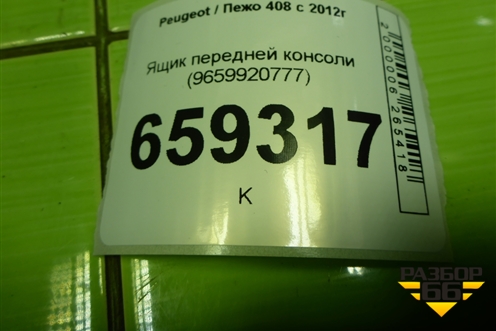 Peugeot / Пежо 408 с 2012г
Ящик передней консоли
(9659920777)
659317
К
2000006265418
РАЗБОР
66